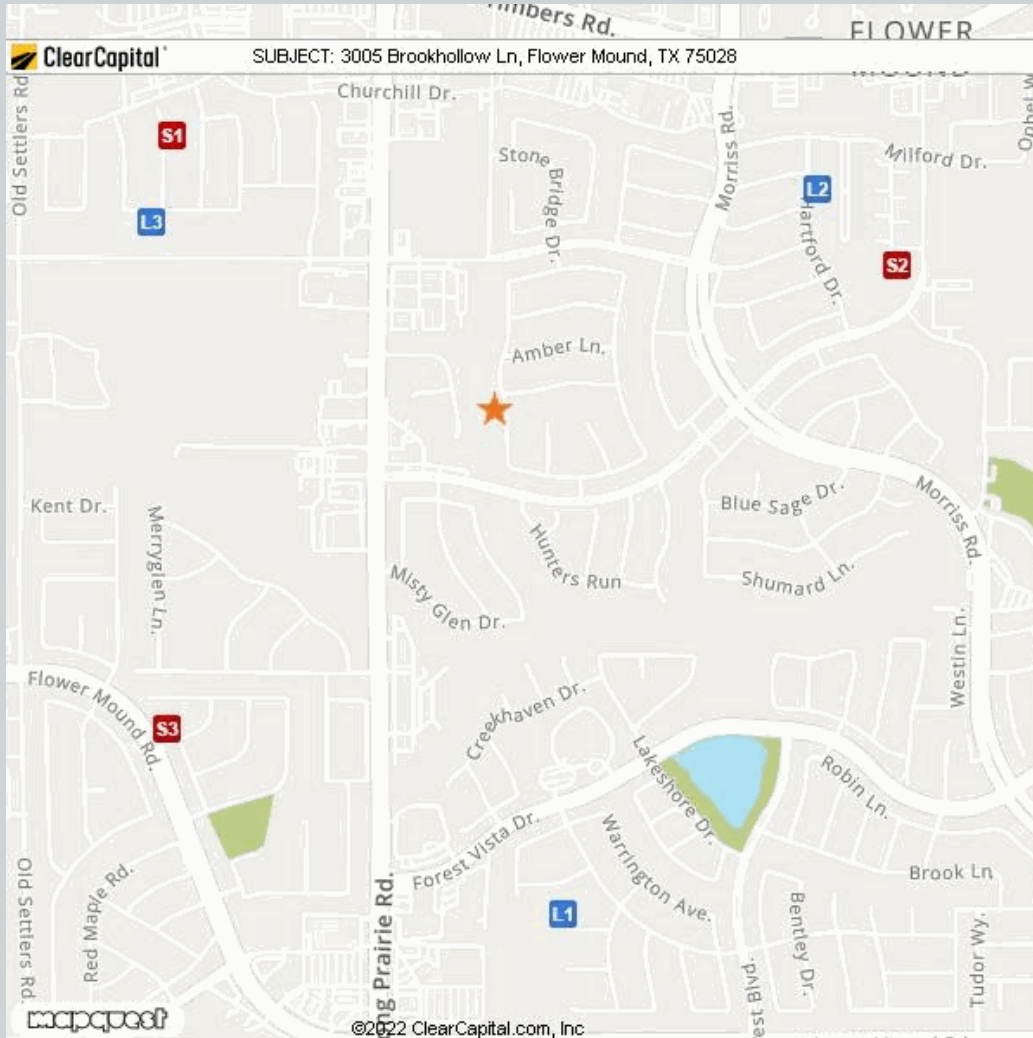 FLOWER
ClearCapital
SUBJECT: 3005 Brookhollow Ln, Flower Mound, TX 75028
MOUND
Churchill Dr.
Old Settlers Rd
S1
Stone Bridge Dr.
Morriss Rd.
Milford Dr.
L3
L2
Hartford Dr.
S2
Amber Ln.
Kent Dr.
Merryglen Ln.
Blue Sage Dr.
Morriss Rd.
Hunters Run
Shumard Ln.
Misty Glen Dr.
Westin Ln.
Flower Mound Rd.
S3
Creekhaven Dr.
Lakeshore Dr.
Robin Ln.
Forest Vista Dr.
Warrington Ave.
Brook Ln
Red Maple Rd.
Old Settlers Rd.
L1
Bentley Dr.
Tudor Wy.
Prairie Rd.
Blvd.
mapquest
©2022 ClearCapital.com, Inc